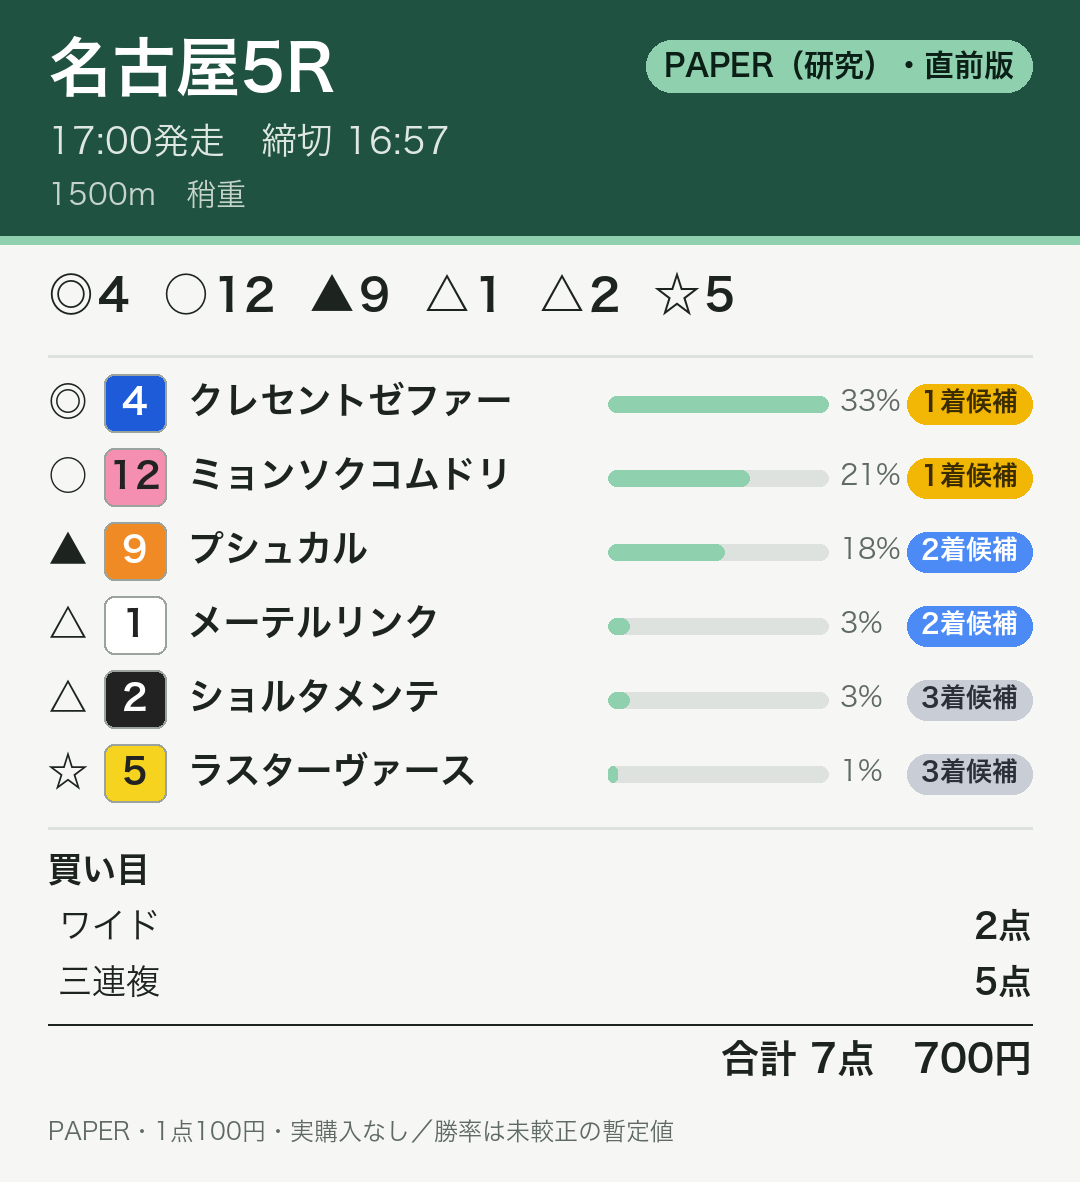 名古屋5R
PAPER（研究）・直前版
17:00発走　締切 16:57
1500m　稍重
◎4 ○12 ▲9 △1 △2 ☆5
◎ 4 クレセントゼファー 33% 1着候補
○ 12 ミョンソクコムドリ 21% 1着候補
▲ 9 プシュカル 18% 2着候補
△ 1 メーテルリンク 3% 2着候補
△ 2 ショルタメンテ 3% 3着候補
☆ 5 ラスターヴァース 1% 3着候補
買い目
ワイド 2点
三連複 5点
合計 7点　700円
PAPER・1点100円・実購入なし／勝率は未較正の暫定値